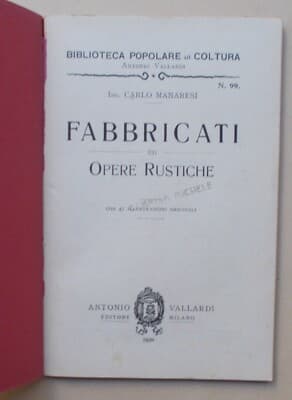 BIBLIOTECA POPOLARE di COLTURA
ANTONIO VALLARDI
N. 99.
ING. CARLO MANARESI
FABBRICATI
ED
OPERE RUSTICHE
MICHELE
CON 47 ILLUSTRAZIONI ORIGINALI
ANTONIO VALLARDI
EDITORE MILANO